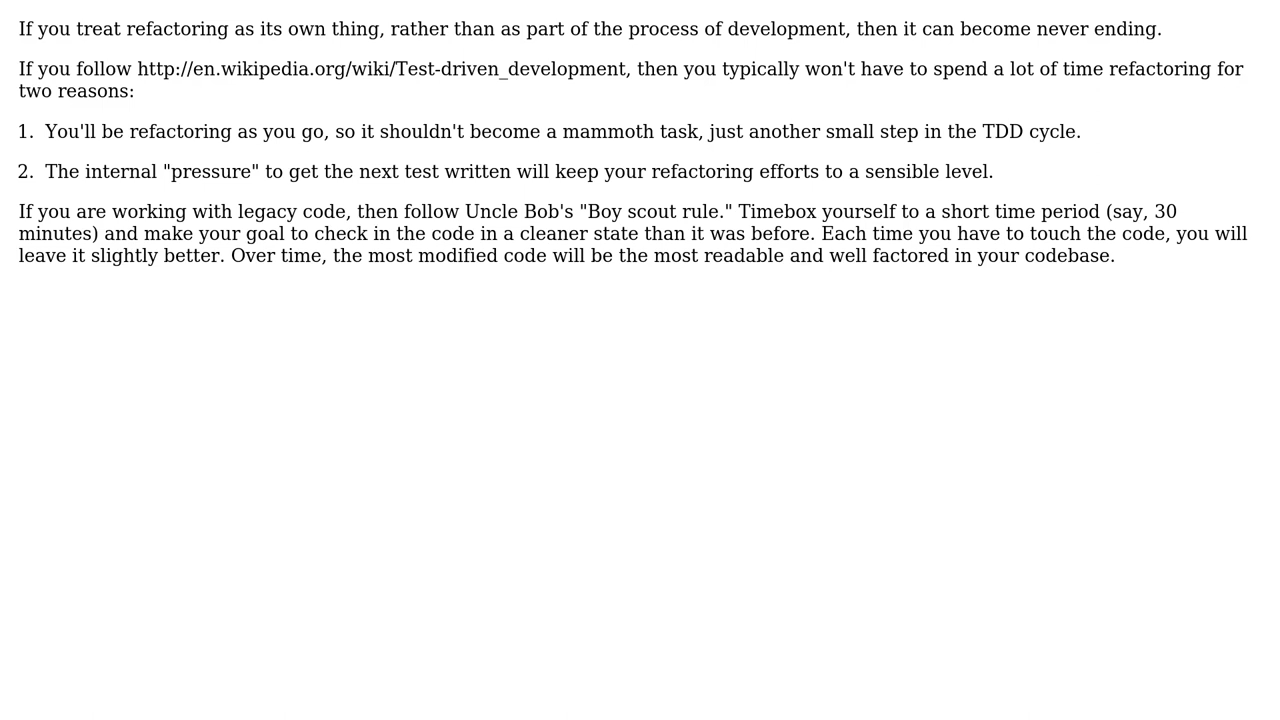 If you treat refactoring as its own thing, rather than as part of the process of development, then it can become never ending.
If you follow http://en.wikipedia.org/wiki/Test-driven_development, then you typically won't have to spend a lot of time refactoring for
two reasons:
1. You'll be refactoring as you go, so it shouldn't become a mammoth task, just another small step in the TDD cycle.
2. The internal "pressure" to get the next test written will keep your refactoring efforts to a sensible level.
If you are working with legacy code, then follow Uncle Bob's "Boy scout rule." Timebox yourself to a short time period (say, 30
minutes) and make your goal to check in the code in a cleaner state than it was before. Each time you have to touch the code, you will
leave it slightly better. Over time, the most modified code will be the most readable and well factored in your codebase.